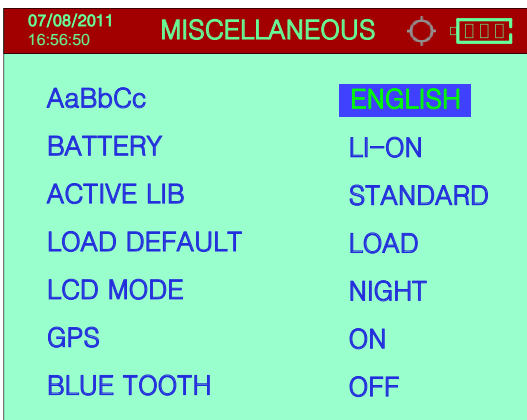 07/08/2011
16:56:50
MISCELLANEOUS
AaBbCc ENGLISH
BATTERY LI-ON
ACTIVE LIB STANDARD
LOAD DEFAULT LOAD
LCD MODE NIGHT
GPS ON
BLUE TOOTH OFF